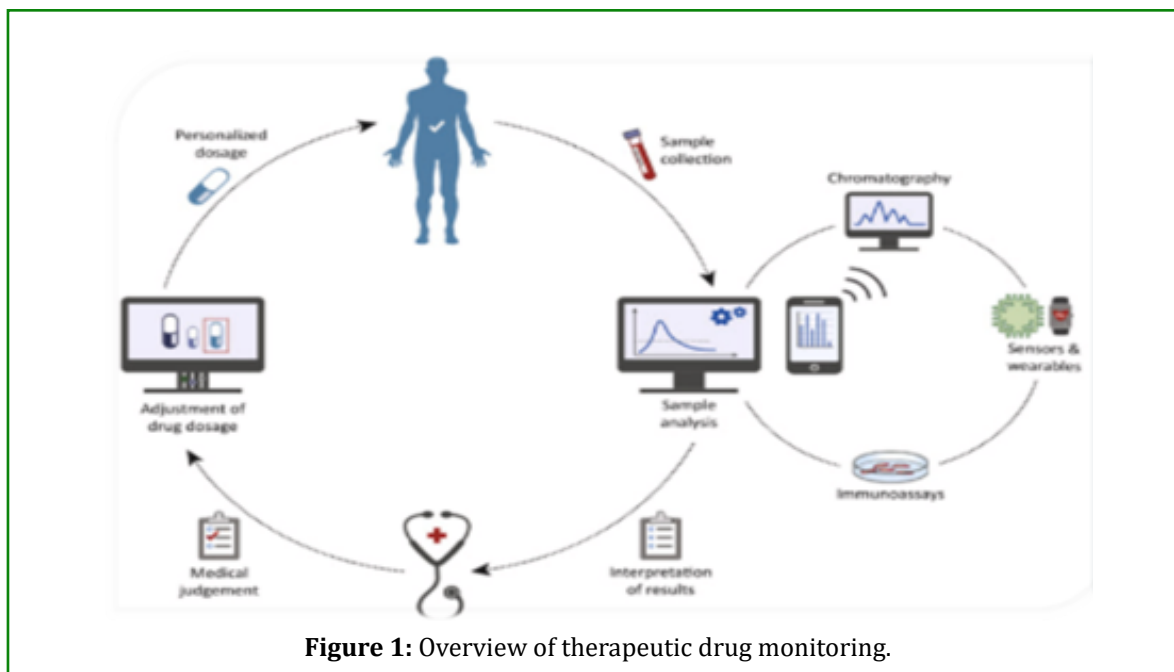 Personalized
dosage
Sample
collection
Chromatography
Sensors &
wearables
Adjustment of
drug dosage
Sample
analysis
Immunoassays
Medical
judgement
Interpretation
of results
Figure 1: Overview of therapeutic drug monitoring.